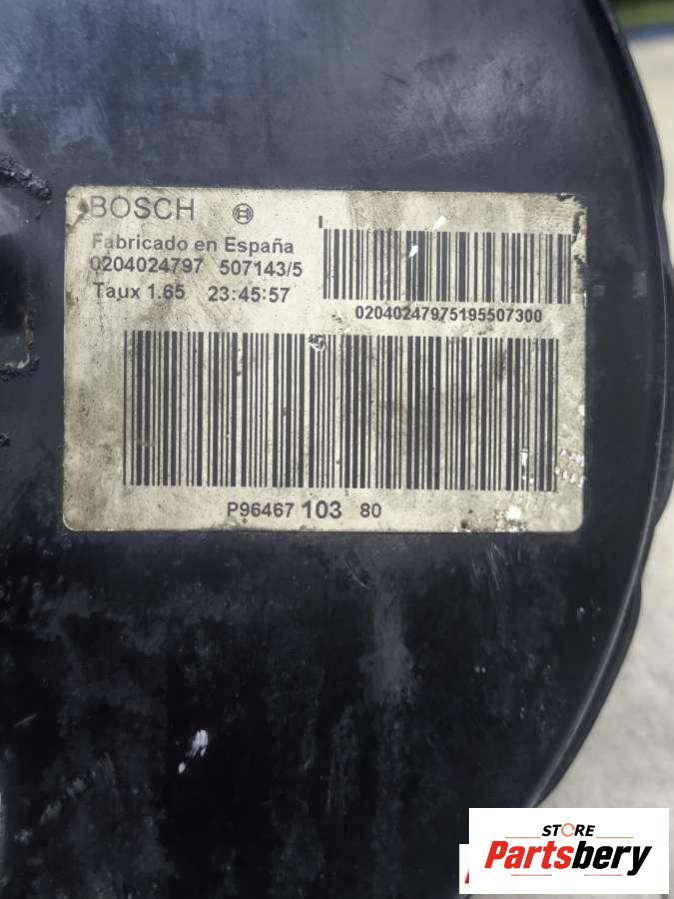 BOSCH
Fabricado en España
0204024797 507143/5
Taux 1.65 23:45:57
02040247975195507300
P96467 103 80
STORE
Partsbery